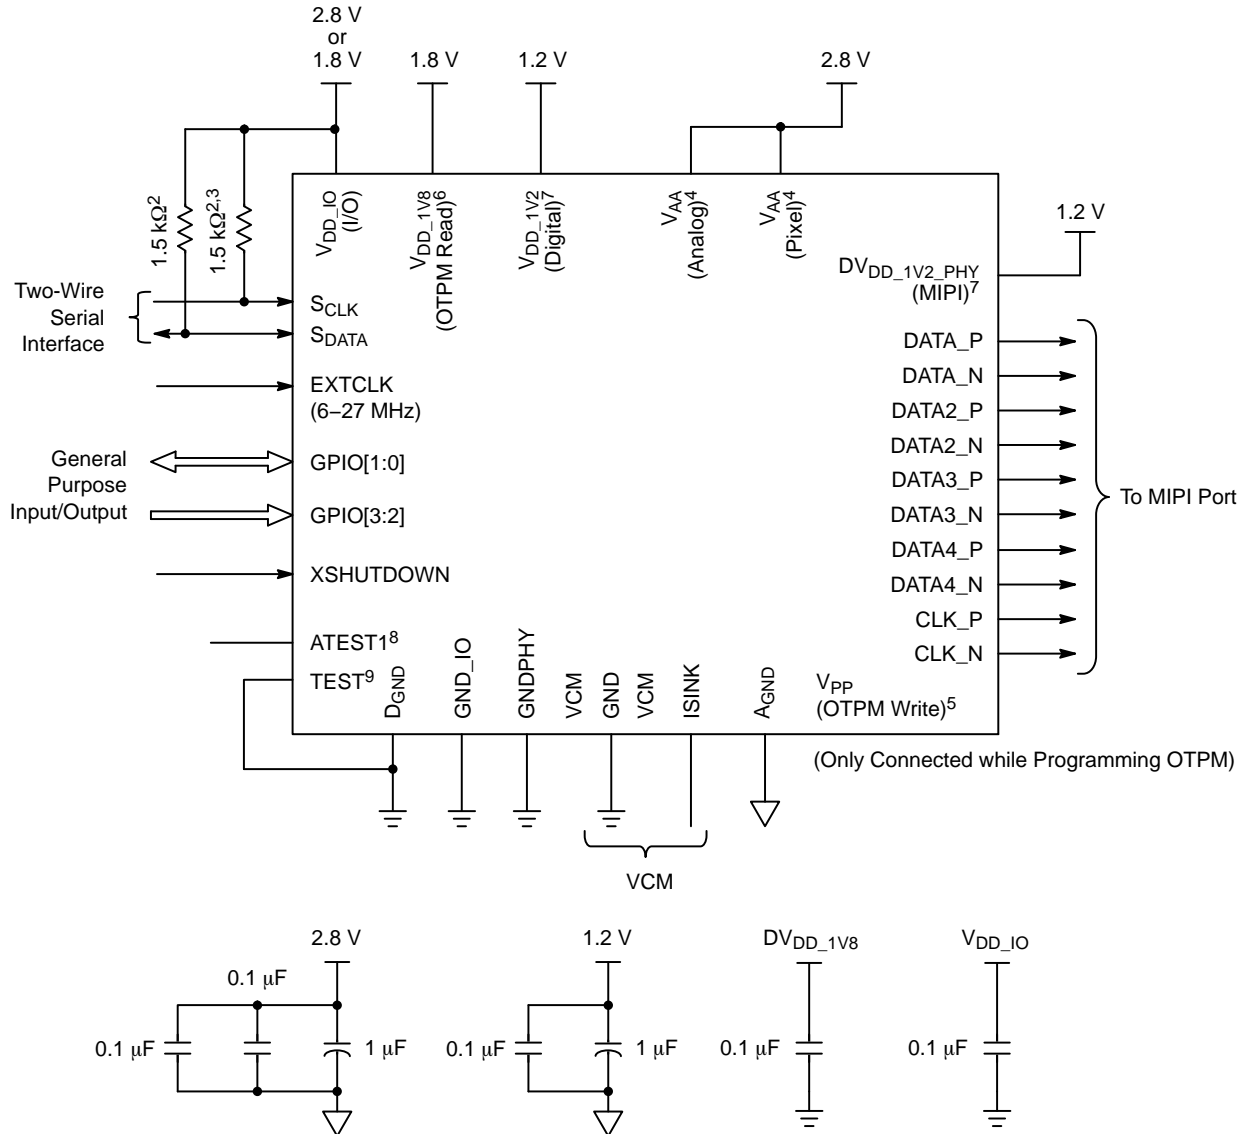 2.8 V
or
1.8 V
1.8 V
1.2 V
2.8 V
1.5 kΩ2
1.5 kΩ2,3
VDD_IO
(I/O)
VDD_1V8
(OTPM Read)6
VDD_1V2
(Digital)7
VAA
(Analog)4
VAA
(Pixel)4
1.2 V
DVDD_1V2_PHY
(MIPI)7
Two-Wire
Serial
Interface
SCLK
SDATA
EXTCLK
(6–27 MHz)
General
Purpose
Input/Output
GPIO[1:0]
GPIO[3:2]
XSHUTDOWN
ATEST18
TEST9
DATA_P
DATA_N
DATA2_P
DATA2_N
DATA3_P
DATA3_N
DATA4_P
DATA4_N
CLK_P
CLK_N
To MIPI Port
DGND
GND_IO
GNDPHY
VCM
GND
VCM
ISINK
AGND
VPP
(OTPM Write)5
(Only Connected while Programming OTPM)
VCM
2.8 V
0.1 μF
0.1 μF
1 μF
1.2 V
0.1 μF
1 μF
DVDD_1V8
0.1 μF
VDD_IO
0.1 μF